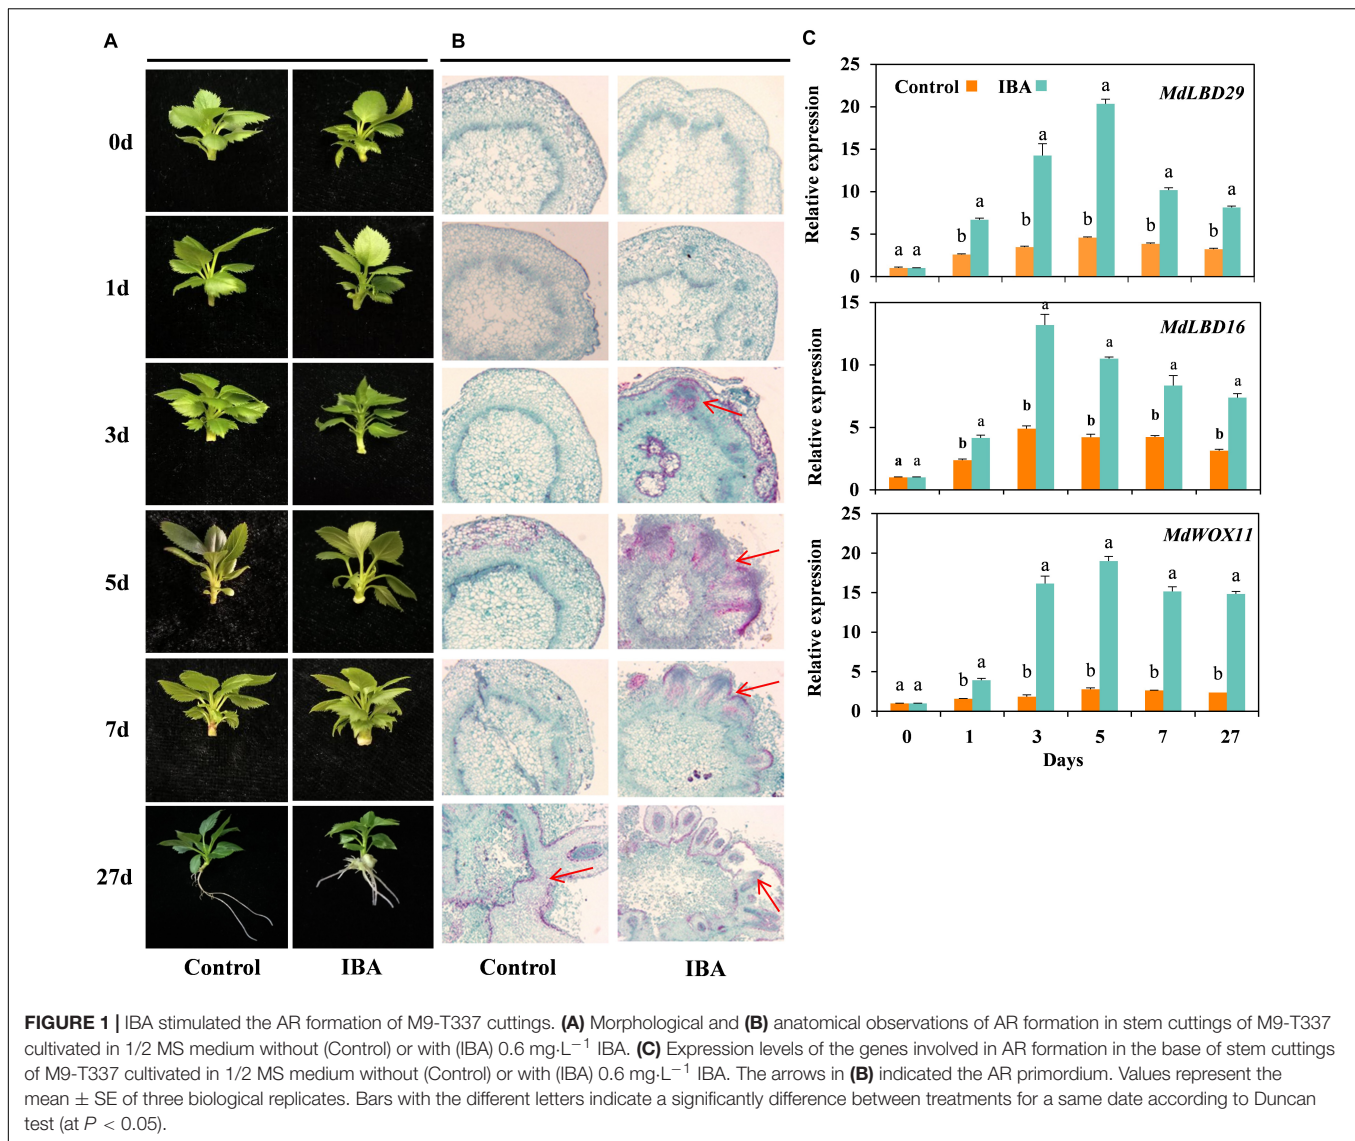 A
B
C
0d
1d
3d
5d
7d
27d
Control
IBA
Control
IBA
Control
IBA
MdLBD29
Relative expression
25
20
15
10
5
0
a
a
b
a
b
a
b
a
b
a
b
a
MdLBD16
Relative expression
15
10
5
0
a
a
b
a
b
a
b
a
b
a
b
a
MdWOX11
Relative expression
25
20
15
10
5
0
a
a
b
a
b
a
b
a
b
a
b
a
0
1
3
5
7
27
Days
FIGURE 1 | IBA stimulated the AR formation of M9-T337 cuttings. (A) Morphological and (B) anatomical observations of AR formation in stem cuttings of M9-T337
cultivated in 1/2 MS medium without (Control) or with (IBA) 0.6 mg·L−1 IBA. (C) Expression levels of the genes involved in AR formation in the base of stem cuttings
of M9-T337 cultivated in 1/2 MS medium without (Control) or with (IBA) 0.6 mg·L−1 IBA. The arrows in (B) indicated the AR primordium. Values represent the
mean ± SE of three biological replicates. Bars with the different letters indicate a significantly difference between treatments for a same date according to Duncan
test (at P < 0.05).